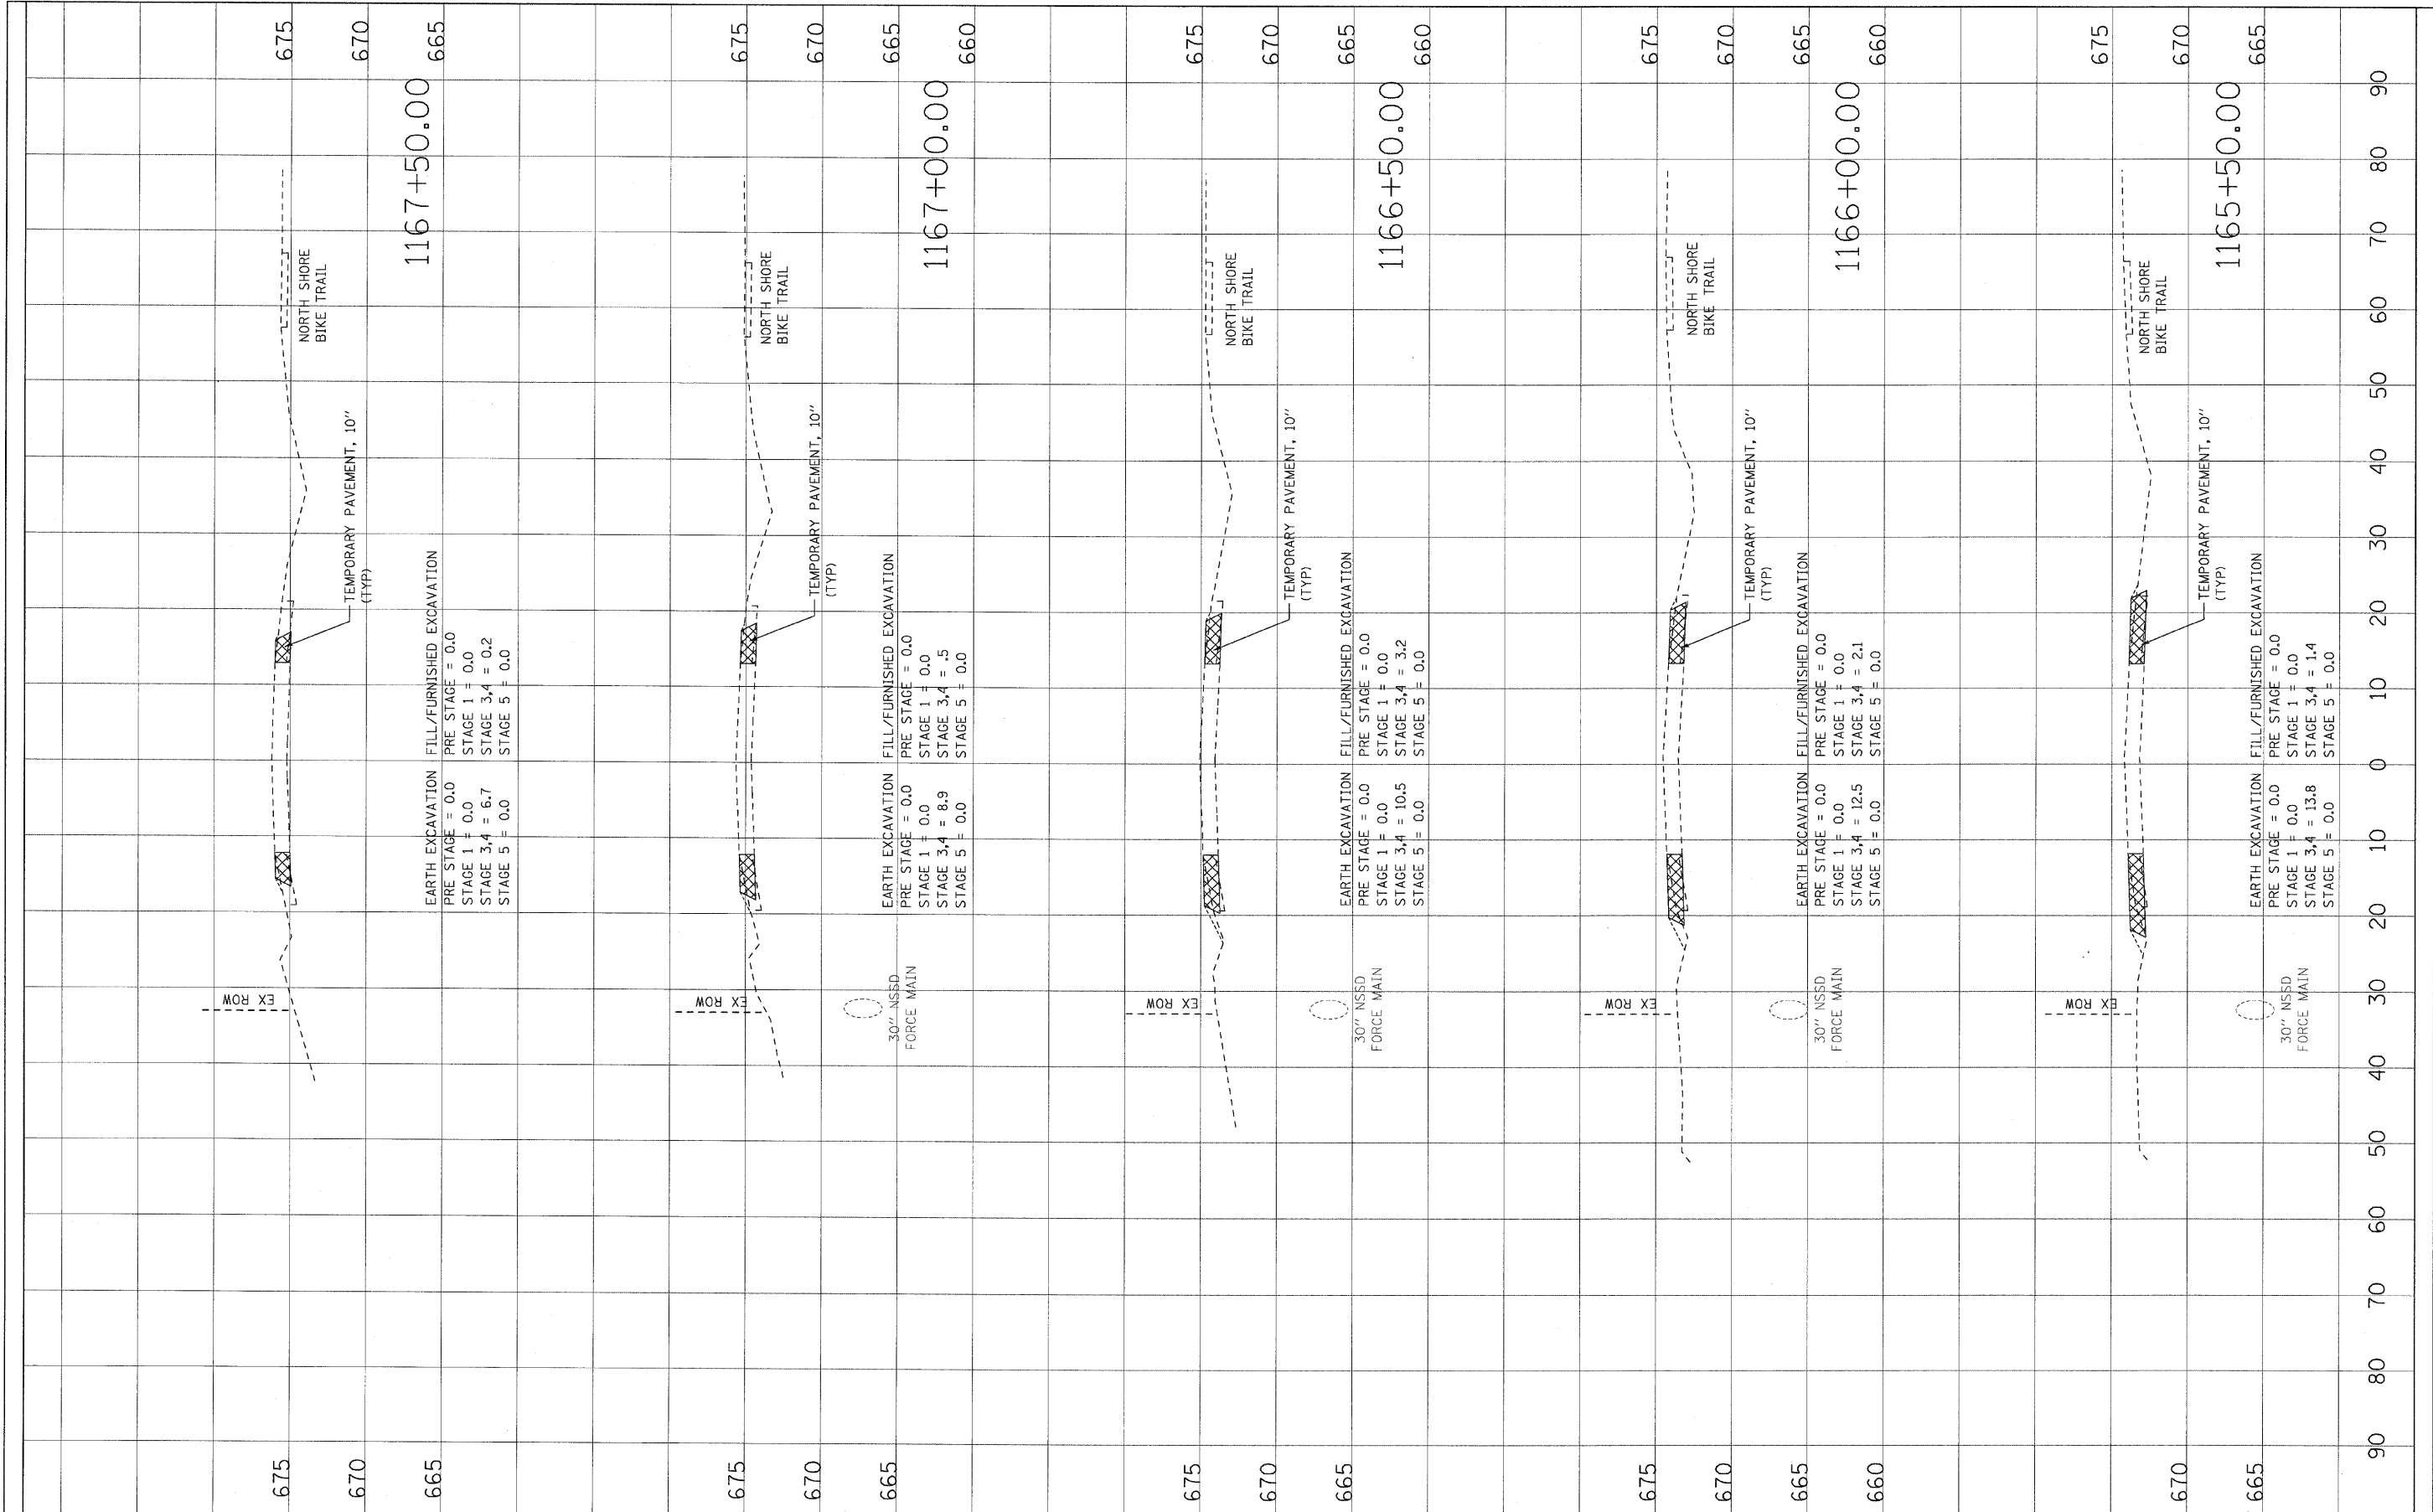 EX ROW
NORTH SHORE
BIKE TRAIL
TEMPORARY PAVEMENT, 10"
(TYP)
675
675
670
670
665
665
1167+50.00
EARTH EXCAVATION
PRE STAGE = 0.0
STAGE 1 = 0.0
STAGE 3,4 = 6.7
STAGE 5 = 0.0
FILL/FURNISHED EXCAVATION
PRE STAGE = 0.0
STAGE 1 = 0.0
STAGE 3,4 = 0.2
STAGE 5 = 0.0
EX ROW
NORTH SHORE
BIKE TRAIL
TEMPORARY PAVEMENT, 10"
(TYP)
675
675
670
670
665
665
660
1167+00.00
30" NSSD
FORCE MAIN
EARTH EXCAVATION
PRE STAGE = 0.0
STAGE 1 = 0.0
STAGE 3,4 = 8.9
STAGE 5 = 0.0
FILL/FURNISHED EXCAVATION
PRE STAGE = 0.0
STAGE 1 = 0.0
STAGE 3,4 = .5
STAGE 5 = 0.0
EX ROW
NORTH SHORE
BIKE TRAIL
TEMPORARY PAVEMENT, 10"
(TYP)
675
675
670
670
665
665
660
1166+50.00
30" NSSD
FORCE MAIN
EARTH EXCAVATION
PRE STAGE = 0.0
STAGE 1 = 0.0
STAGE 3,4 = 10.5
STAGE 5 = 0.0
FILL/FURNISHED EXCAVATION
PRE STAGE = 0.0
STAGE 1 = 0.0
STAGE 3,4 = 3.2
STAGE 5 = 0.0
EX ROW
NORTH SHORE
BIKE TRAIL
TEMPORARY PAVEMENT, 10"
(TYP)
675
675
670
670
665
665
660
660
1166+00.00
30" NSSD
FORCE MAIN
EARTH EXCAVATION
PRE STAGE = 0.0
STAGE 1 = 0.0
STAGE 3,4 = 12.5
STAGE 5 = 0.0
FILL/FURNISHED EXCAVATION
PRE STAGE = 0.0
STAGE 1 = 0.0
STAGE 3,4 = 2.1
STAGE 5 = 0.0
EX ROW
NORTH SHORE
BIKE TRAIL
TEMPORARY PAVEMENT, 10"
(TYP)
675
670
670
665
665
1165+50.00
30" NSSD
FORCE MAIN
EARTH EXCAVATION
PRE STAGE = 0.0
STAGE 1 = 0.0
STAGE 3,4 = 13.8
STAGE 5 = 0.0
FILL/FURNISHED EXCAVATION
PRE STAGE = 0.0
STAGE 1 = 0.0
STAGE 3,4 = 1.4
STAGE 5 = 0.0
90 80 70 60 50 40 30 20 10 0 10 20 30 40 50 60 70 80 90